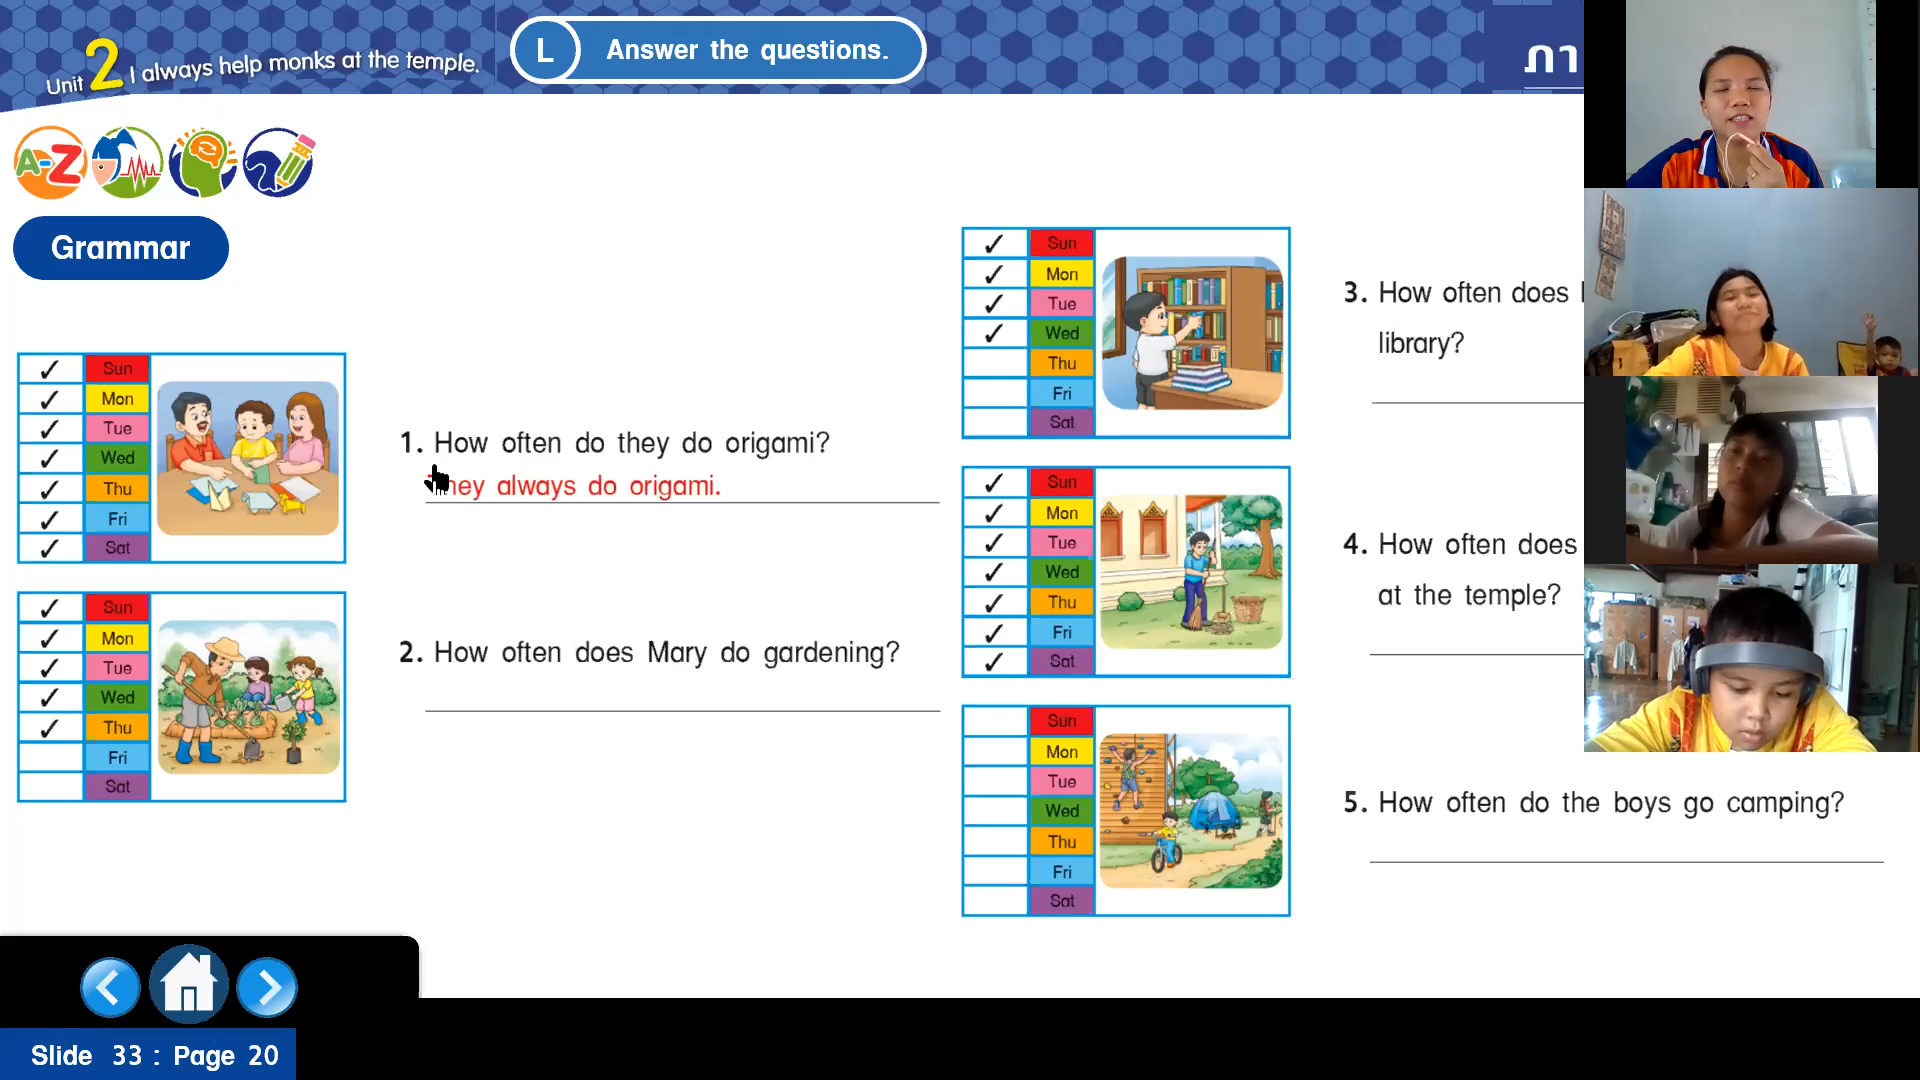 Unit 2 I always help monks at the temple.
L Answer the questions.
ภา
A-Z
Grammar
✓ Sun
✓ Mon
✓ Tue
✓ Wed
✓ Thu
✓ Fri
✓ Sat
1. How often do they do origami?
They always do origami.
✓ Sun
✓ Mon
✓ Tue
✓ Wed
✓ Thu
Fri
Sat
2. How often does Mary do gardening?
✓ Sun
✓ Mon
✓ Tue
✓ Wed
Thu
Fri
Sat
3. How often does
library?
✓ Sun
✓ Mon
✓ Tue
✓ Wed
✓ Thu
✓ Fri
✓ Sat
4. How often does
at the temple?
Sun
Mon
Tue
Wed
Thu
Fri
Sat
5. How often do the boys go camping?
Slide 33 : Page 20